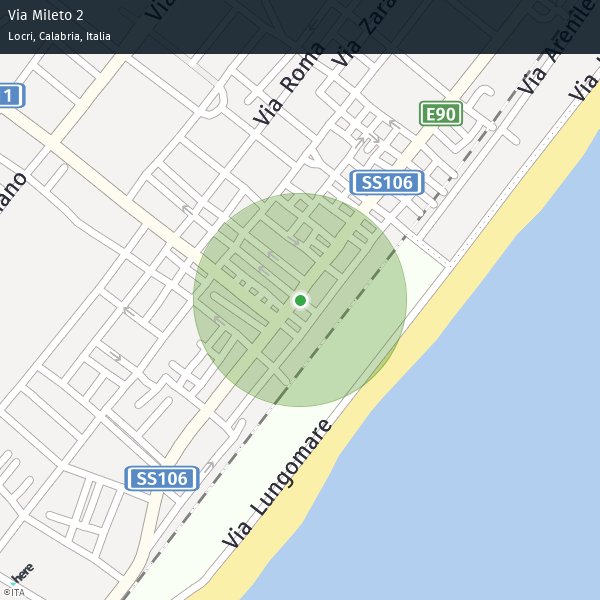 Via Mileto 2
Locri, Calabria, Italia
Via Zara
Via Roma
Via Arenile
Via
1
E90
SS106
ano
SS106
Via Lungomare
here
©ITA